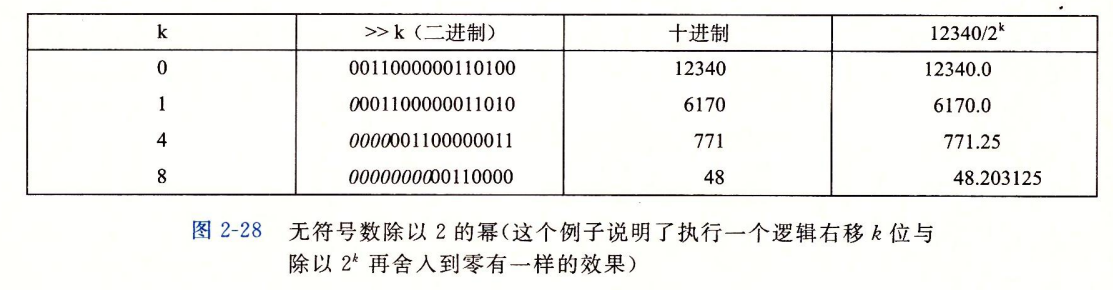 k >> k（二进制） 十进制 12340/2ᵏ
0 0011000000110100 12340 12340.0
1 0001100000011010 6170 6170.0
4 0000001100000011 771 771.25
8 0000000000110000 48 48.203125
图 2-28 无符号数除以 2 的幂(这个例子说明了执行一个逻辑右移 k 位与
除以 2ᵏ 再舍入到零有一样的效果)